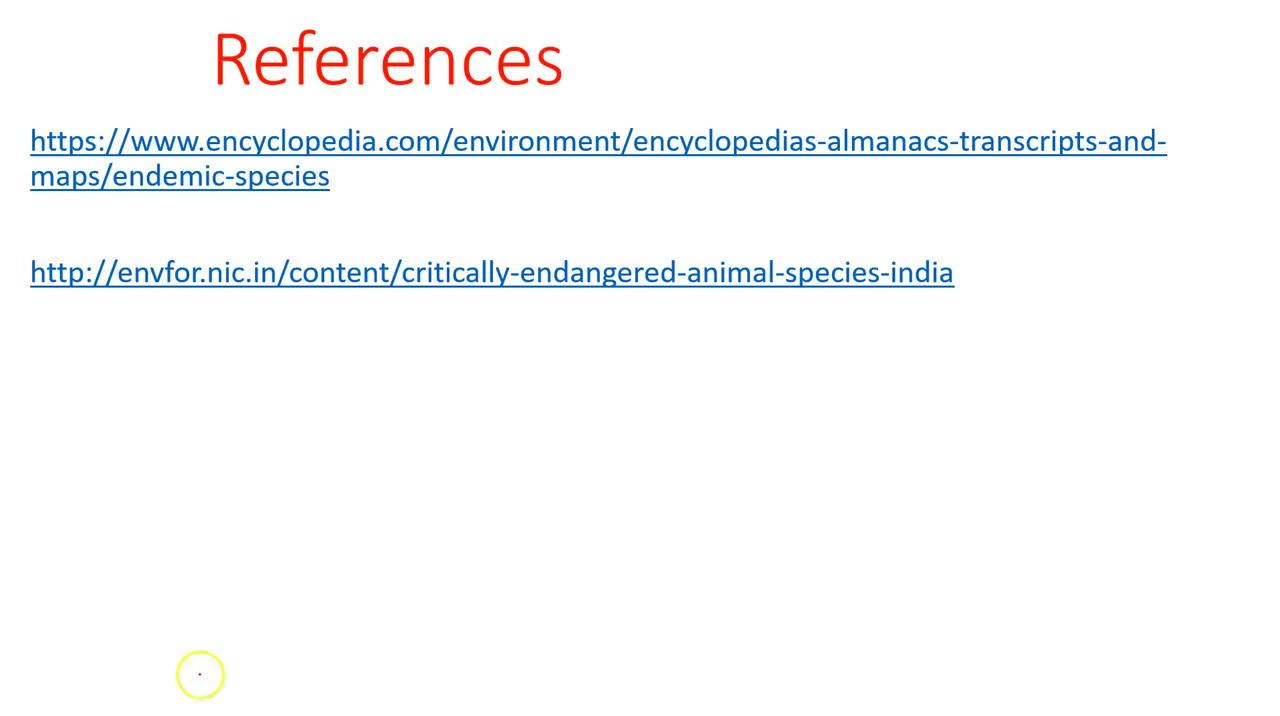 References
https://www.encyclopedia.com/environment/encyclopedias-almanacs-transcripts-and-
maps/endemic-species
http://envfor.nic.in/content/critically-endangered-animal-species-india